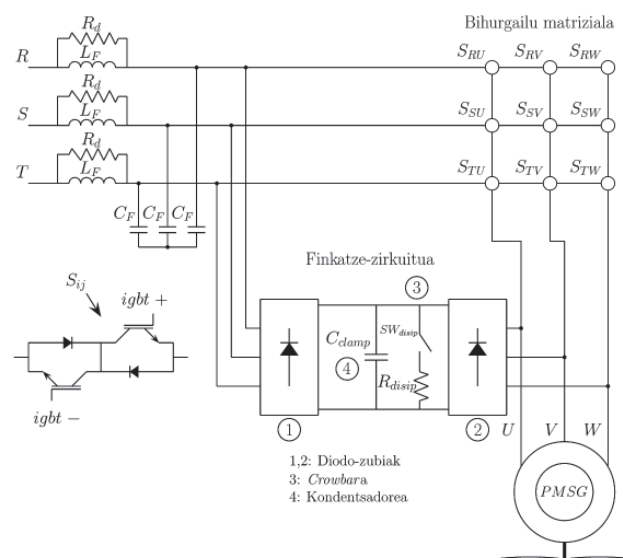 Bihurgailu matriziala
R_d
R
L_F
S_RU S_RV S_RW
R_d
S
L_F
S_SU S_SV S_SW
R_d
T
L_F
S_TU S_TV S_TW
C_F C_F C_F
Finkatze-zirkuitua
S_ij
igbt +
igbt −
3
SW_disip
C_clamp
4
R_disip
1
2
U V W
1,2: Diodo-zubiak
3: Crowbara
4: Kondentsadorea
PMSG